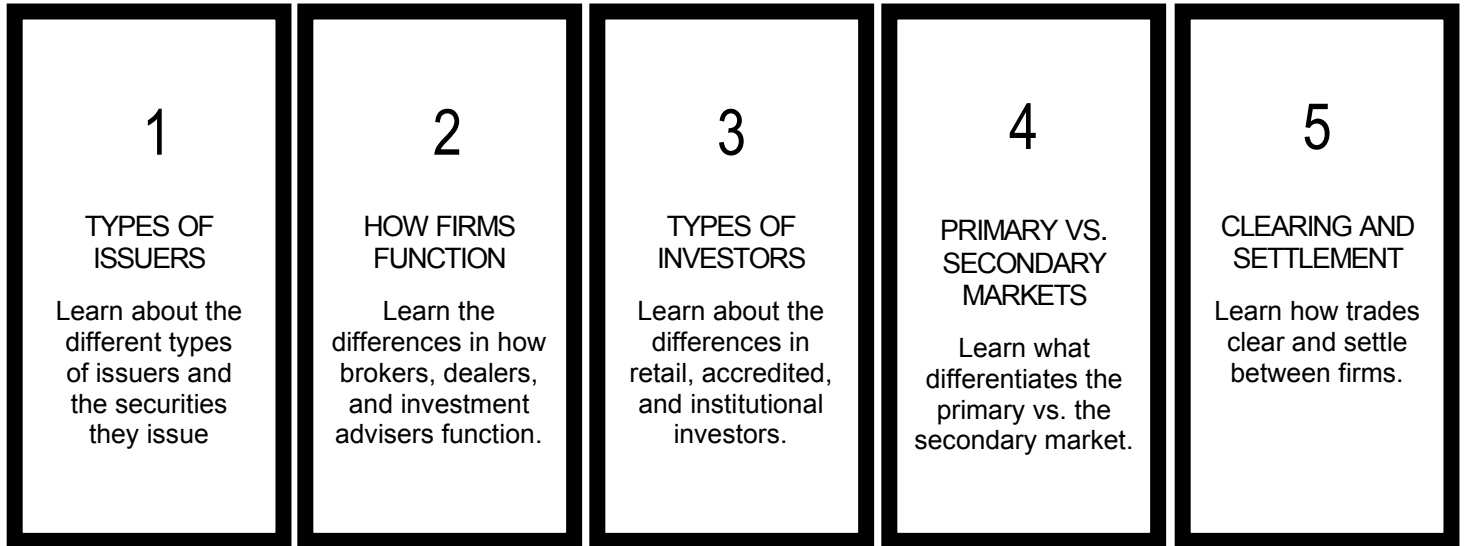 1
TYPES OF
ISSUERS
Learn about the
different types
of issuers and
the securities
they issue
2
HOW FIRMS
FUNCTION
Learn the
differences in how
brokers, dealers,
and investment
advisers function.
3
TYPES OF
INVESTORS
Learn about the
differences in
retail, accredited,
and institutional
investors.
4
PRIMARY VS.
SECONDARY
MARKETS
Learn what
differentiates the
primary vs. the
secondary market.
5
CLEARING AND
SETTLEMENT
Learn how trades
clear and settle
between firms.